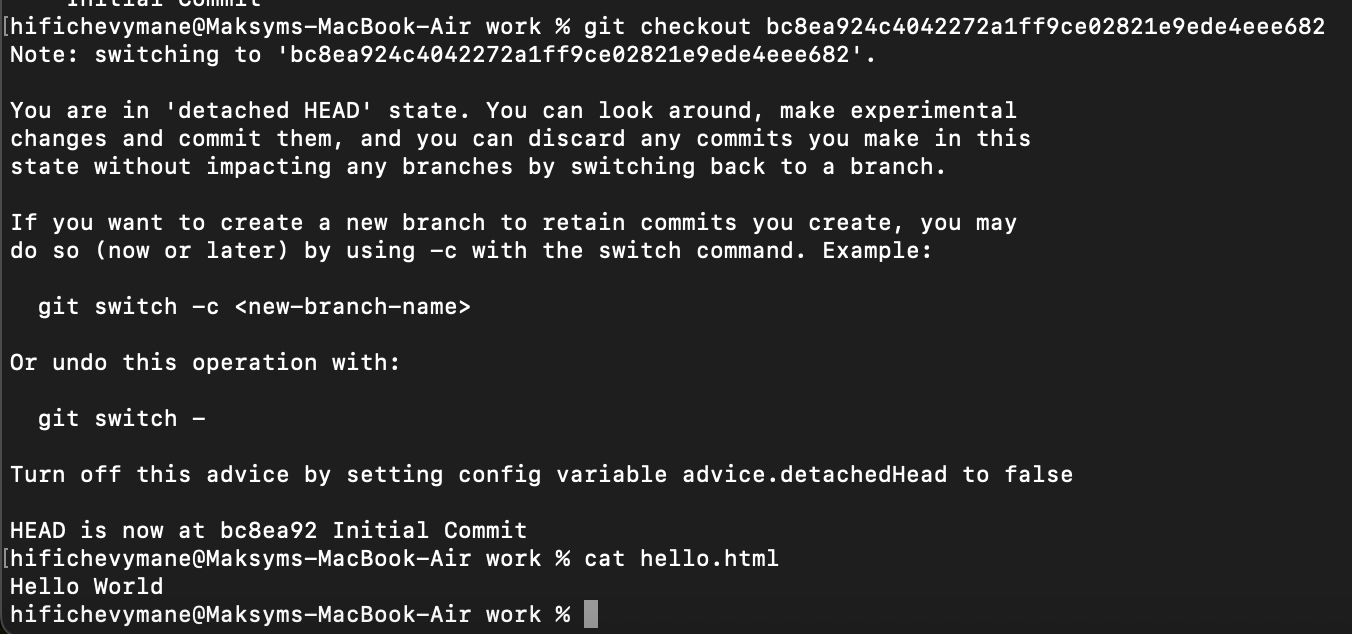 Initial Commit
[hifichevymane@Maksyms-MacBook-Air work % git checkout bc8ea924c4042272a1ff9ce02821e9ede4eee682
Note: switching to 'bc8ea924c4042272a1ff9ce02821e9ede4eee682'.
You are in 'detached HEAD' state. You can look around, make experimental
changes and commit them, and you can discard any commits you make in this
state without impacting any branches by switching back to a branch.
If you want to create a new branch to retain commits you create, you may
do so (now or later) by using -c with the switch command. Example:
git switch -c <new-branch-name>
Or undo this operation with:
git switch -
Turn off this advice by setting config variable advice.detachedHead to false
HEAD is now at bc8ea92 Initial Commit
[hifichevymane@Maksyms-MacBook-Air work % cat hello.html
Hello World
hifichevymane@Maksyms-MacBook-Air work %